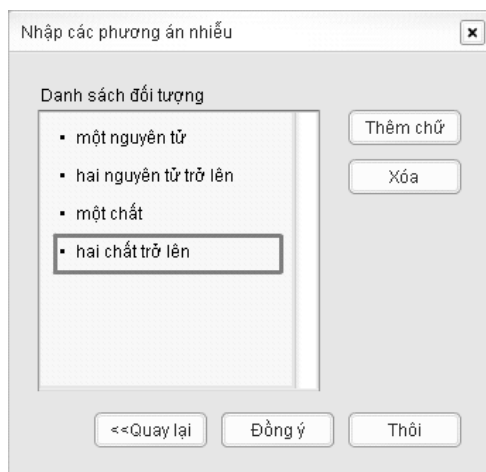 Nhập các phương án nhiễu
Danh sách đối tượng
một nguyên tử
hai nguyên tử trở lên
một chất
hai chất trở lên
Thêm chữ
Xóa
<<Quay lại
Đồng ý
Thôi